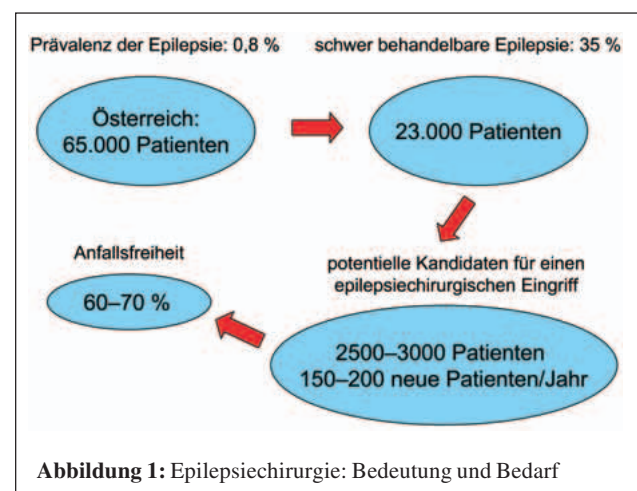 Prävalenz der Epilepsie: 0,8 %
schwer behandelbare Epilepsie: 35 %
Österreich:
65.000 Patienten
23.000 Patienten
potentielle Kandidaten für einen
epilepsiechirurgischen Eingriff
2500–3000 Patienten
150–200 neue Patienten/Jahr
Anfallsfreiheit
60–70 %
Abbildung 1: Epilepsiechirurgie: Bedeutung und Bedarf